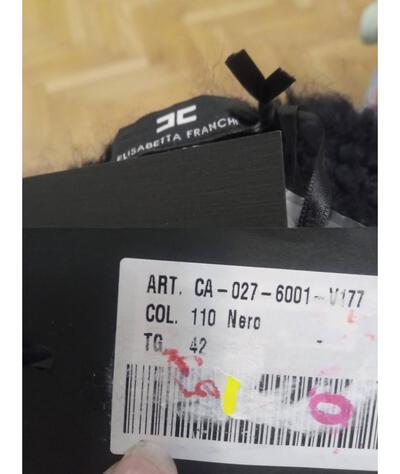 ELISABETTA FRANCHI
ART. CA-027-6001-V177
COL. 110 Nero
TG. 42